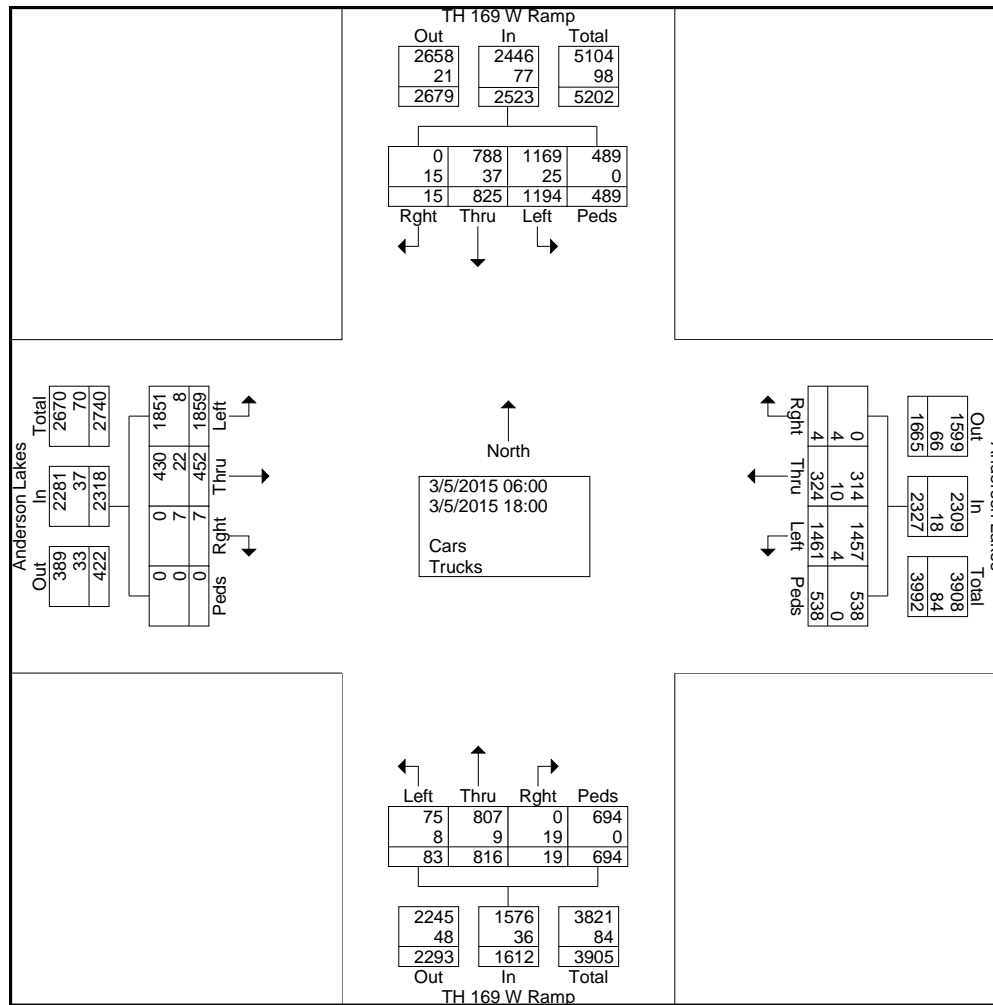 TH 169 W Ramp
Out In Total
2658 2446 5104
21 77 98
2679 2523 5202
0 788 1169 489
15 37 25 0
15 825 1194 489
Rght Thru Left Peds
Anderson Lakes
Total In Out
2740 2318 422
70 37 33
2670 2281 389
Left Thru Rght Peds
1859 452 7 0
8 22 7 0
1851 430 0 0
North
3/5/2015 06:00
3/5/2015 18:00
Cars
Trucks
Rght Thru Left Peds
0 314 1457 538
4 10 4 0
4 324 1461 538
Out In Total
1599 2309 3908
66 18 84
1665 2327 3992
Left Thru Rght Peds
75 807 0 694
8 9 19 0
83 816 19 694
2245 1576 3821
48 36 84
2293 1612 3905
Out In Total
TH 169 W Ramp